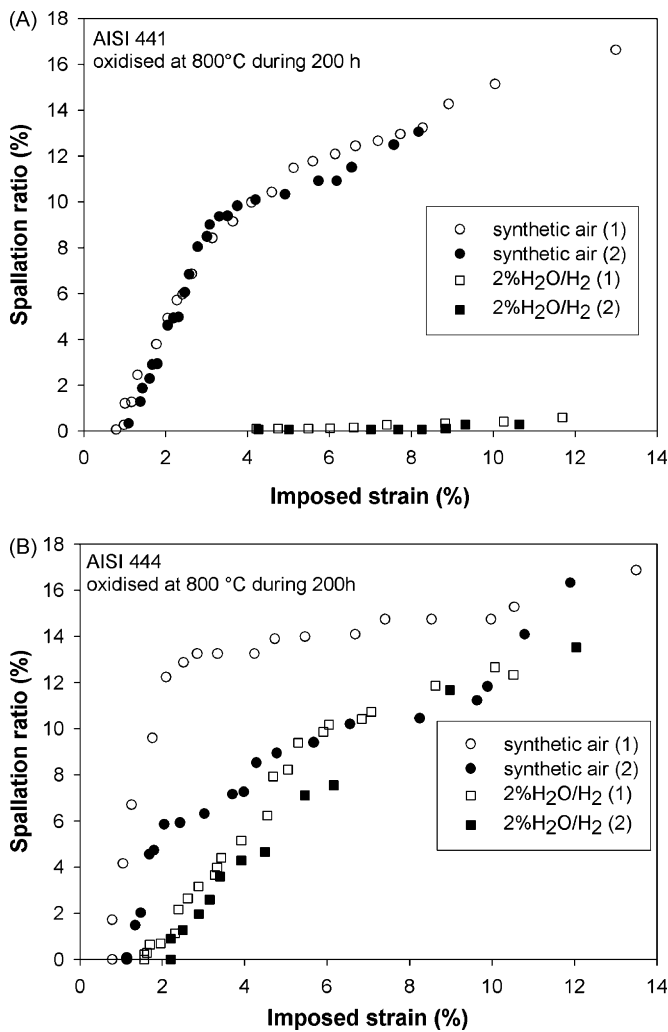 (A)
AISI 441
oxidised at 800°C during 200 h
18
16
14
12
10
8
6
4
2
0
Spallation ratio (%)
synthetic air (1)
synthetic air (2)
2%H2O/H2 (1)
2%H2O/H2 (2)
0 2 4 6 8 10 12 14
Imposed strain (%)
(B)
AISI 444
oxidised at 800 °C during 200h
18
16
14
12
10
8
6
4
2
0
Spallation ratio (%)
synthetic air (1)
synthetic air (2)
2%H2O/H2 (1)
2%H2O/H2 (2)
0 2 4 6 8 10 12 14
Imposed strain (%)